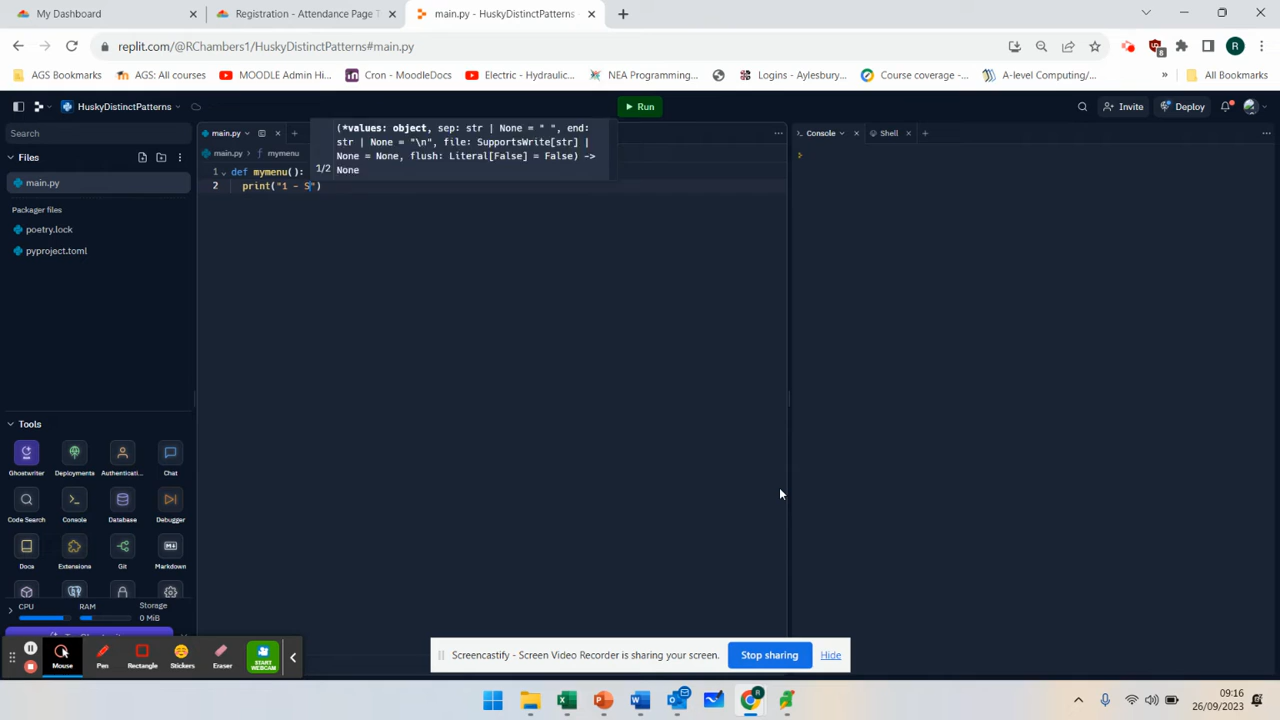 My Dashboard
Registration - Attendance Page T
main.py - HuskyDistinctPatterns
replit.com/@RChambers1/HuskyDistinctPatterns#main.py
R
8
AGS Bookmarks
AGS: All courses
MOODLE Admin Hi...
Cron - MoodleDocs
Electric - Hydraulic...
NEA Programming...
Logins - Aylesbury...
Course coverage -...
A-level Computing/...
»
All Bookmarks
HuskyDistinctPatterns
Run
Invite
Deploy
Search
main.py
Console
Shell
(*values: object, sep: str | None = " ", end:
str | None = "\n", file: SupportsWrite[str] |
None = None, flush: Literal[False] = False) ->
1/2 None
Files
main.py > mymenu
1 def mymenu():
2 print("1 - S")
main.py
Packager files
poetry.lock
pyproject.toml
Tools
Ghostwriter
Deployments
Authenticati...
Chat
Code Search
Console
Database
Debugger
Docs
Extensions
Git
Markdown
CPU
RAM
Storage
0 MiB
Mouse
Pen
Rectangle
Stickers
Eraser
START
WEBCAM
Screencastify - Screen Video Recorder is sharing your screen.
Stop sharing
Hide
09:16
26/09/2023